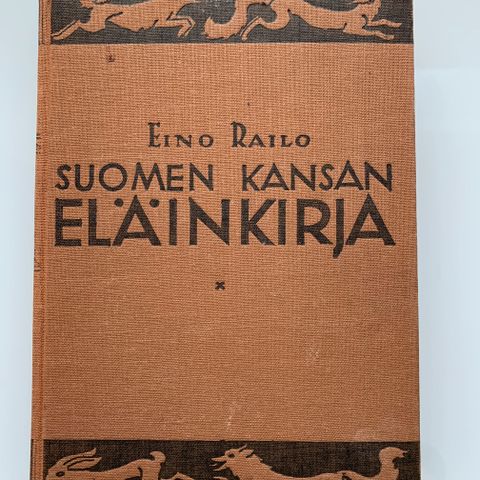 EINO RAILO
SUOMEN KANSAN
ELÄINKIRJA